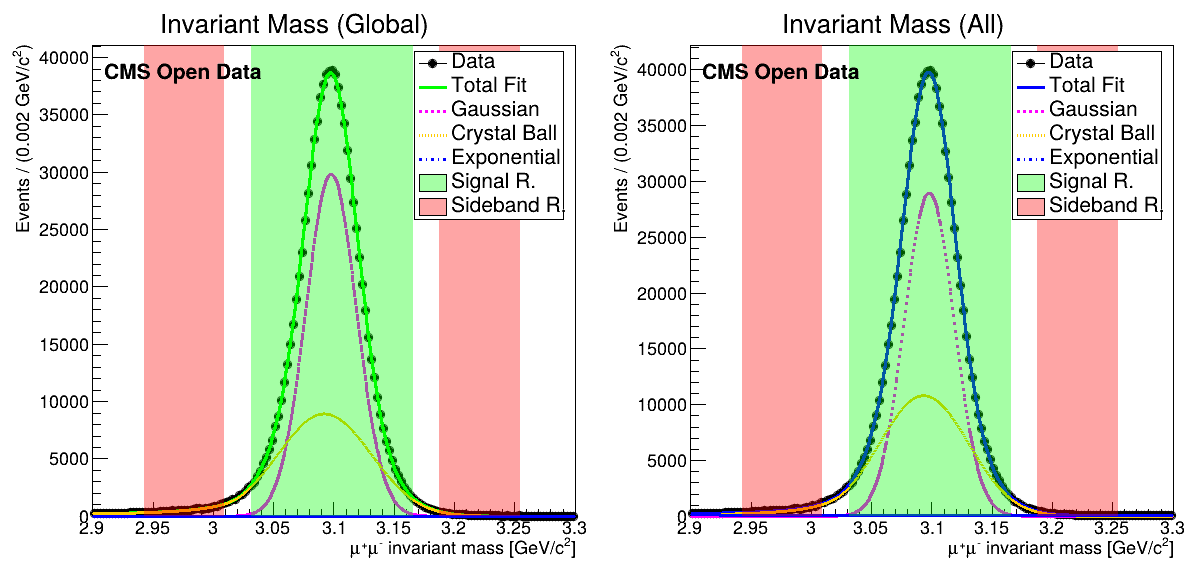 Invariant Mass (Global)
Events / (0.002 GeV/c²)
40000
35000
30000
25000
20000
15000
10000
5000
0
CMS Open Data
Data
Total Fit
Gaussian
Crystal Ball
Exponential
Signal R.
Sideband R.
2.9 2.95 3 3.05 3.1 3.15 3.2 3.25 3.3
μ⁺μ⁻ invariant mass [GeV/c²]
Invariant Mass (All)
Events / (0.002 GeV/c²)
40000
35000
30000
25000
20000
15000
10000
5000
0
CMS Open Data
Data
Total Fit
Gaussian
Crystal Ball
Exponential
Signal R.
Sideband R.
2.9 2.95 3 3.05 3.1 3.15 3.2 3.25 3.3
μ⁺μ⁻ invariant mass [GeV/c²]